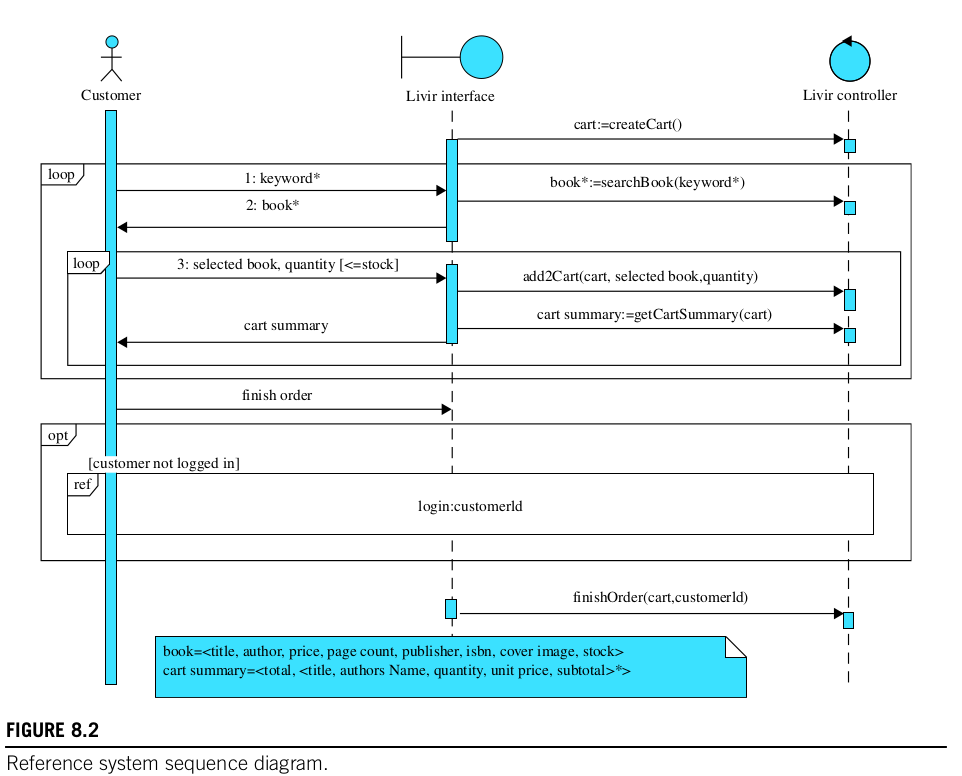 Customer
Livir interface
Livir controller
cart:=createCart()
loop
1: keyword*
book*:=searchBook(keyword*)
2: book*
loop
3: selected book, quantity [<=stock]
add2Cart(cart, selected book,quantity)
cart summary:=getCartSummary(cart)
cart summary
finish order
opt
[customer not logged in]
ref
login:customerId
finishOrder(cart,customerId)
book=<title, author, price, page count, publisher, isbn, cover image, stock>
cart summary=<total, <title, authors Name, quantity, unit price, subtotal>*>
FIGURE 8.2
Reference system sequence diagram.